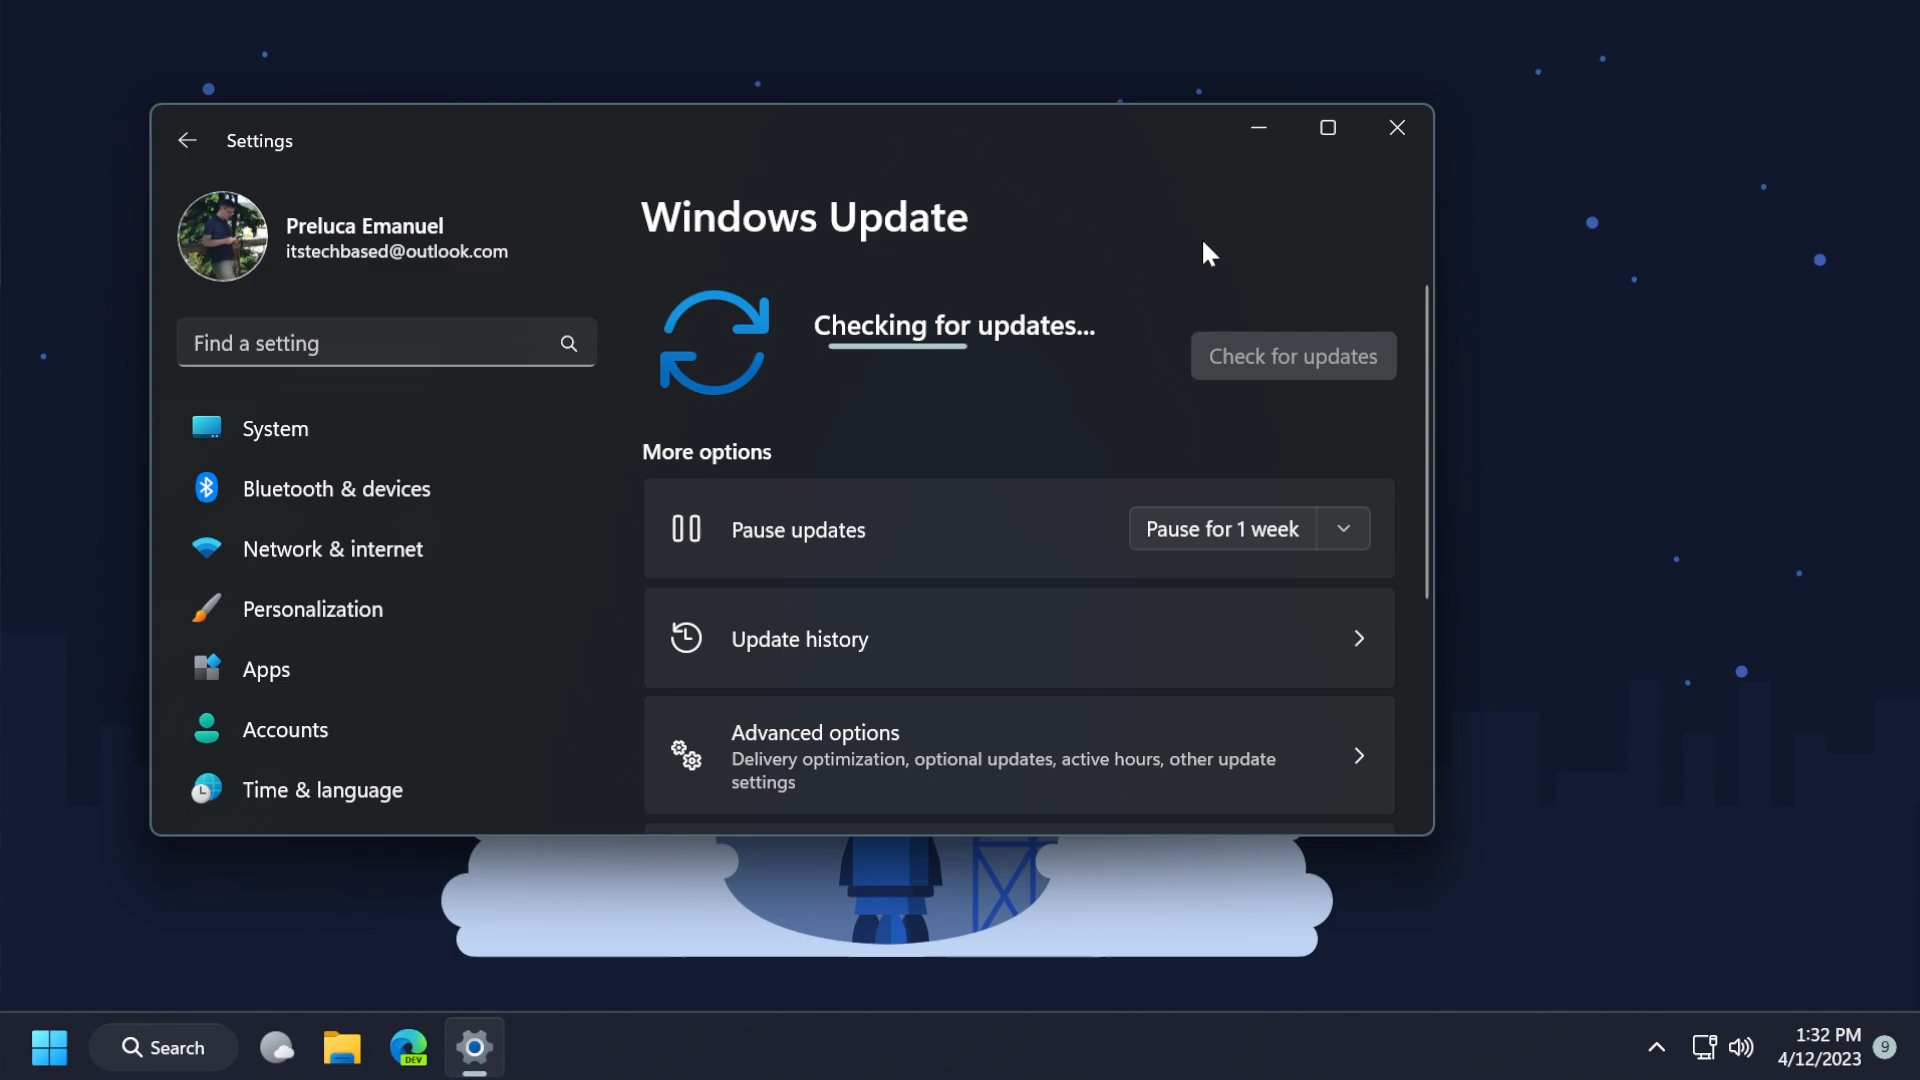 Settings
Preluca Emanuel
itstechbased@outlook.com
Find a setting
System
Bluetooth & devices
Network & internet
Personalization
Apps
Accounts
Time & language
Windows Update
Checking for updates...
Check for updates
More options
Pause updates
Pause for 1 week
Update history
Advanced options
Delivery optimization, optional updates, active hours, other update
settings
Search
DEV
1:32 PM
4/12/2023
9